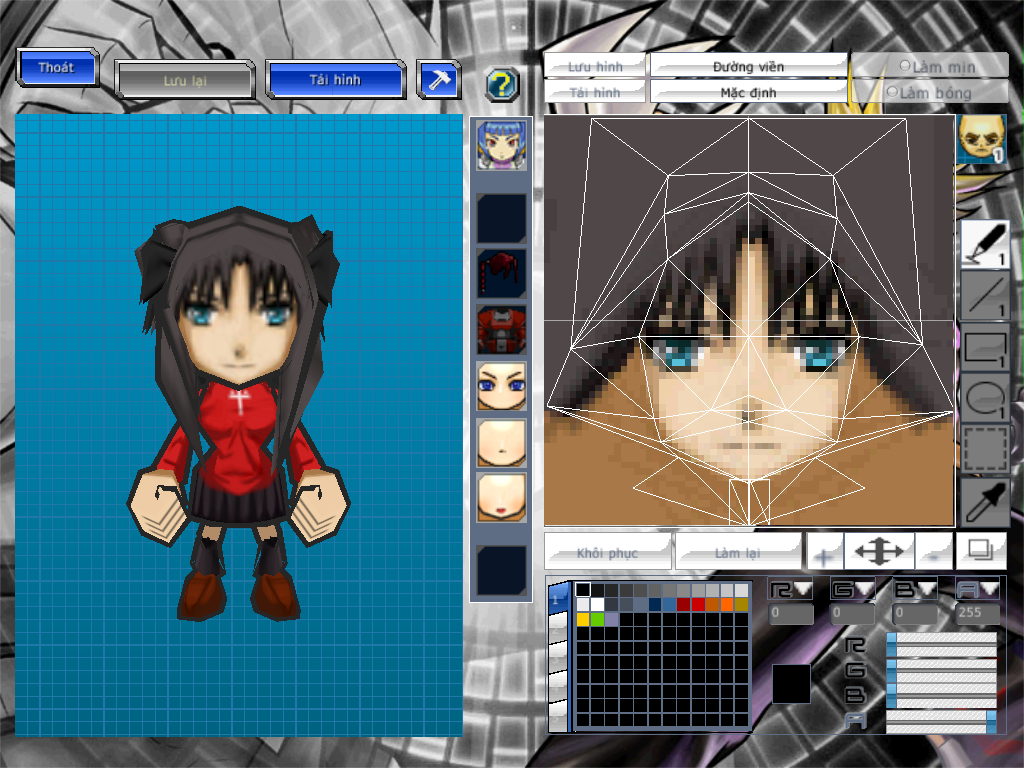 Thoát
Lưu lại
Tải hình
?
Lưu hình
Đường viền
Làm mịn
Tải hình
Mặc định
Làm bóng
1
1
1
1
1
Khôi phục
Làm lại
+
-
1
R
G
B
A
0
0
0
255
R
G
B
A